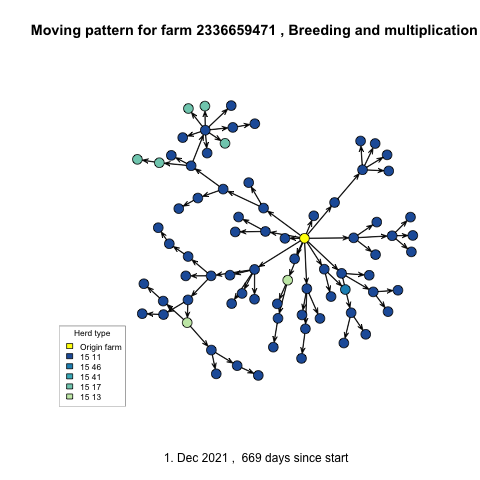 Moving pattern for farm 2336659471 , Breeding and multiplication
Herd type
Origin farm
15 11
15 46
15 41
15 17
15 13
1. Dec 2021 , 669 days since start